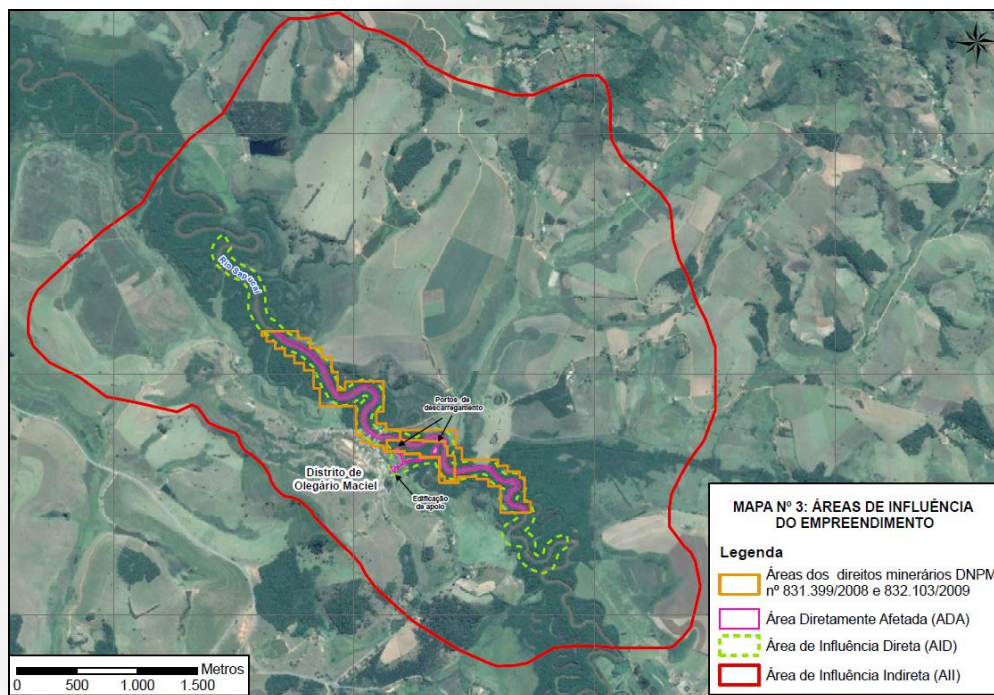 Rio Sapucaí
Portos de
descarregamento
Distrito de
Olegário Maciel
Edificação
de apoio
MAPA Nº 3: ÁREAS DE INFLUÊNCIA
DO EMPREENDIMENTO
Legenda
Áreas dos direitos minerários DNPM
nº 831.399/2008 e 832.103/2009
Área Diretamente Afetada (ADA)
Área de Influência Direta (AID)
Área de Influência Indireta (AII)
Metros
0 500 1.000 1.500